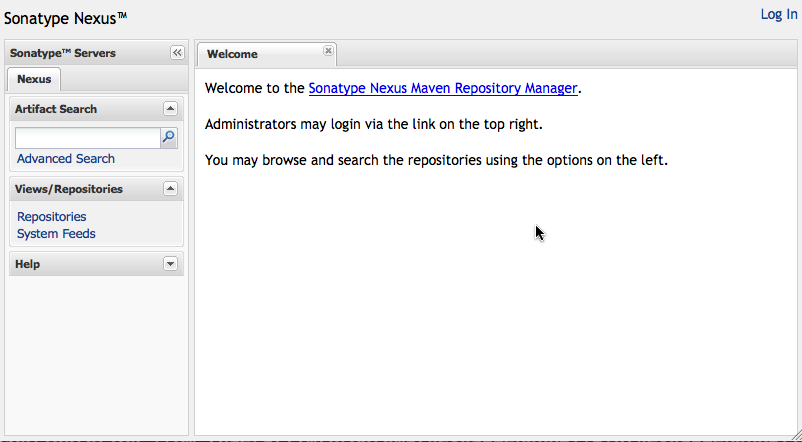 Sonatype Nexus™
Log In
Sonatype™ Servers
Nexus
Artifact Search
Advanced Search
Views/Repositories
Repositories
System Feeds
Help
Welcome
Welcome to the Sonatype Nexus Maven Repository Manager.
Administrators may login via the link on the top right.
You may browse and search the repositories using the options on the left.